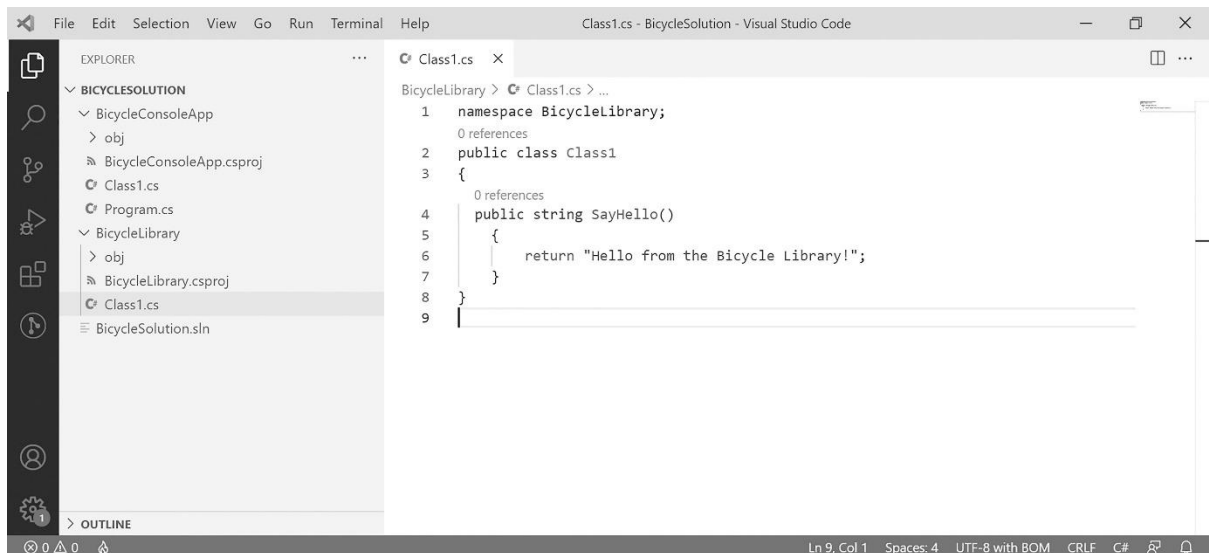 File Edit Selection View Go Run Terminal Help
Class1.cs - BicycleSolution - Visual Studio Code
EXPLORER
BICYCLESOLUTION
BicycleConsoleApp
obj
BicycleConsoleApp.csproj
Class1.cs
Program.cs
BicycleLibrary
obj
BicycleLibrary.csproj
Class1.cs
BicycleSolution.sln
OUTLINE
Class1.cs
BicycleLibrary > Class1.cs > ...
1 namespace BicycleLibrary;
0 references
2 public class Class1
3 {
0 references
4 public string SayHello()
5 {
6 return "Hello from the Bicycle Library!";
7 }
8 }
9
1
0 0
Ln 9, Col 1 Spaces: 4 UTF-8 with BOM CRLF C#